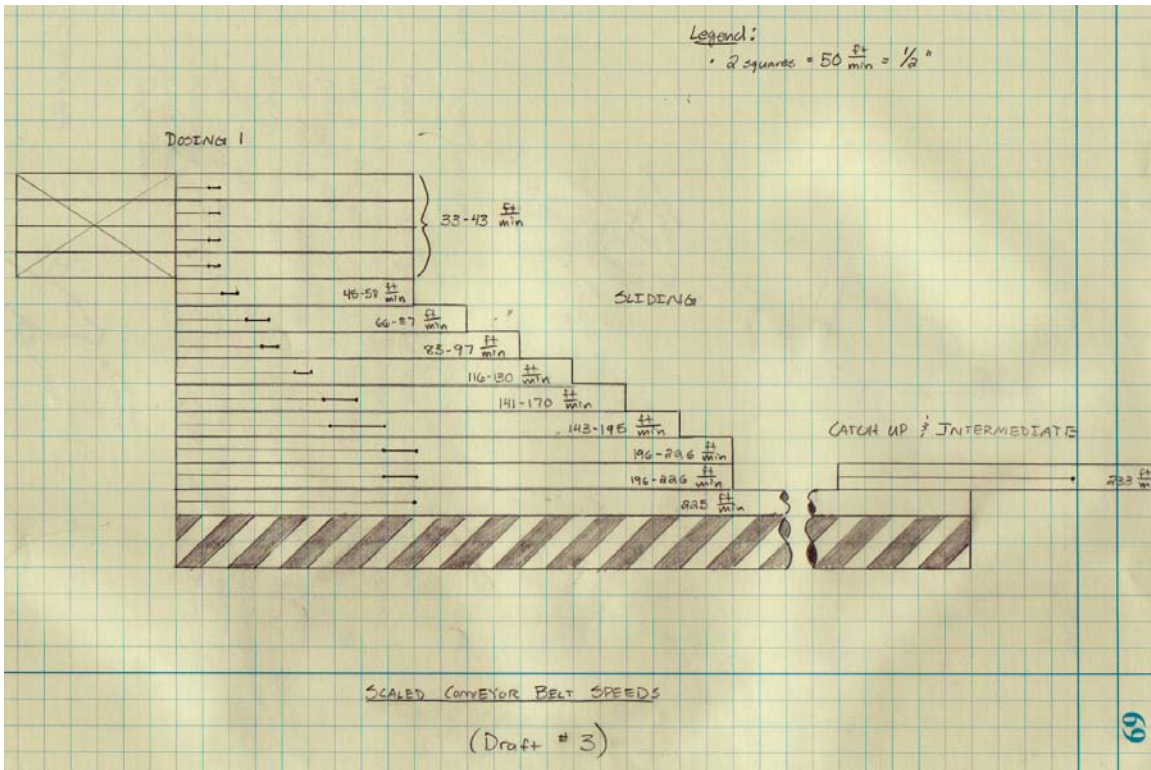 Legend:
· 2 squares = 50 ft/min = 1/2"
DOSING 1
33-43 ft/min
45-58 ft/min
SLIDING
66-87 ft/min
83-97 ft/min
116-130 ft/min
141-170 ft/min
143-195 ft/min
CATCH UP & INTERMEDIATE
196-226 ft/min
196-226 ft/min
233 ft/m
225 ft/min
SCALED CONVEYOR BELT SPEEDS
(Draft # 3)
69